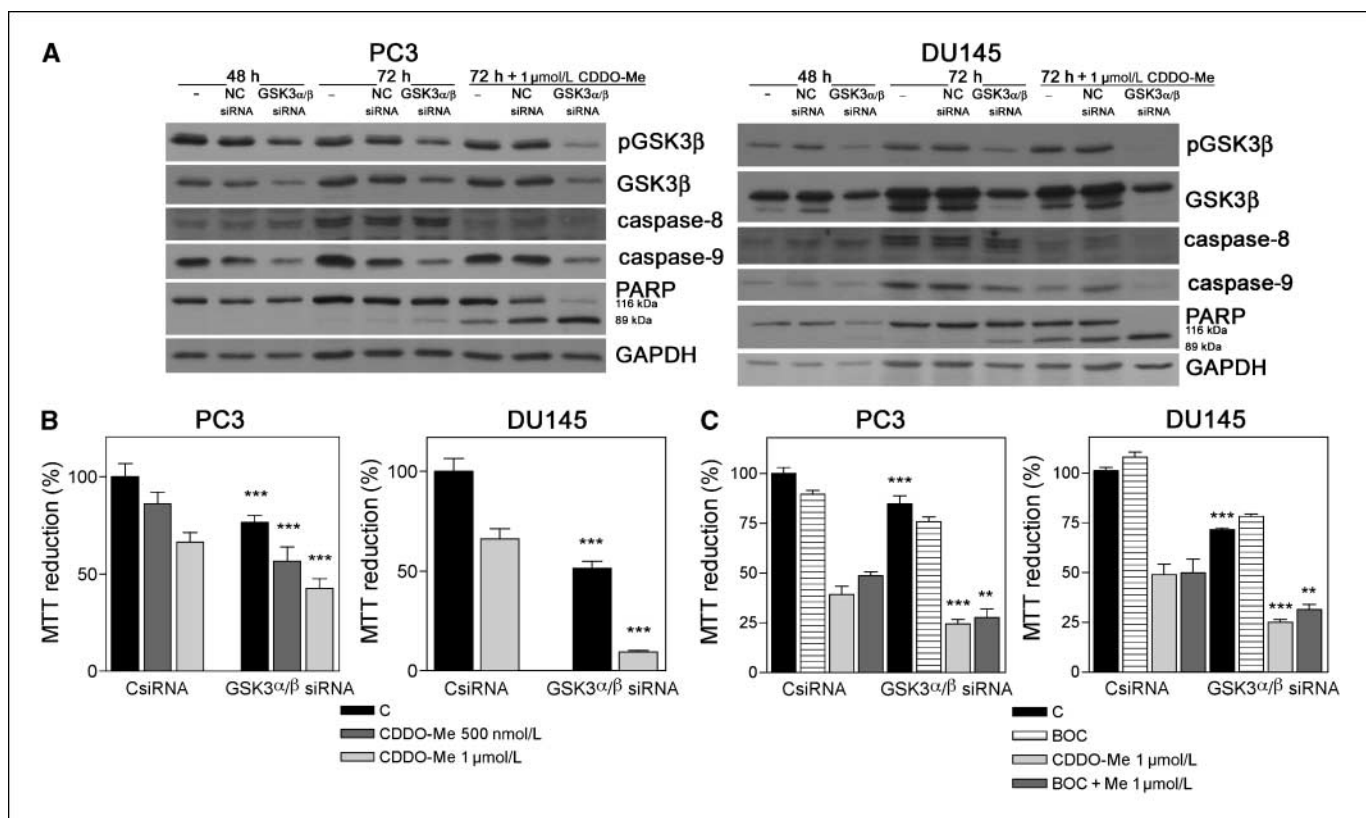 A
PC3
48 h 72 h 72 h + 1 µmol/L CDDO-Me
- NC GSK3α/β - NC GSK3α/β - NC GSK3α/β
siRNA siRNA siRNA siRNA siRNA siRNA
pGSK3β
GSK3β
caspase-8
caspase-9
PARP
116 kDa
89 kDa
GAPDH
DU145
48 h 72 h 72 h + 1 µmol/L CDDO-Me
- NC GSK3α/β - NC GSK3α/β - NC GSK3α/β
siRNA siRNA siRNA siRNA siRNA siRNA
pGSK3β
GSK3β
caspase-8
caspase-9
PARP
116 kDa
89 kDa
GAPDH
B
PC3
MTT reduction (%)
100
50
0
***
***
***
CsiRNA GSK3α/β siRNA
DU145
MTT reduction (%)
100
50
0
***
***
CsiRNA GSK3α/β siRNA
C
CDDO-Me 500 nmol/L
CDDO-Me 1 µmol/L
C
PC3
MTT reduction (%)
100
75
50
25
0
***
***
**
CsiRNA GSK3α/β siRNA
DU145
MTT reduction (%)
100
75
50
25
0
***
***
**
CsiRNA GSK3α/β siRNA
C
BOC
CDDO-Me 1 µmol/L
BOC + Me 1 µmol/L